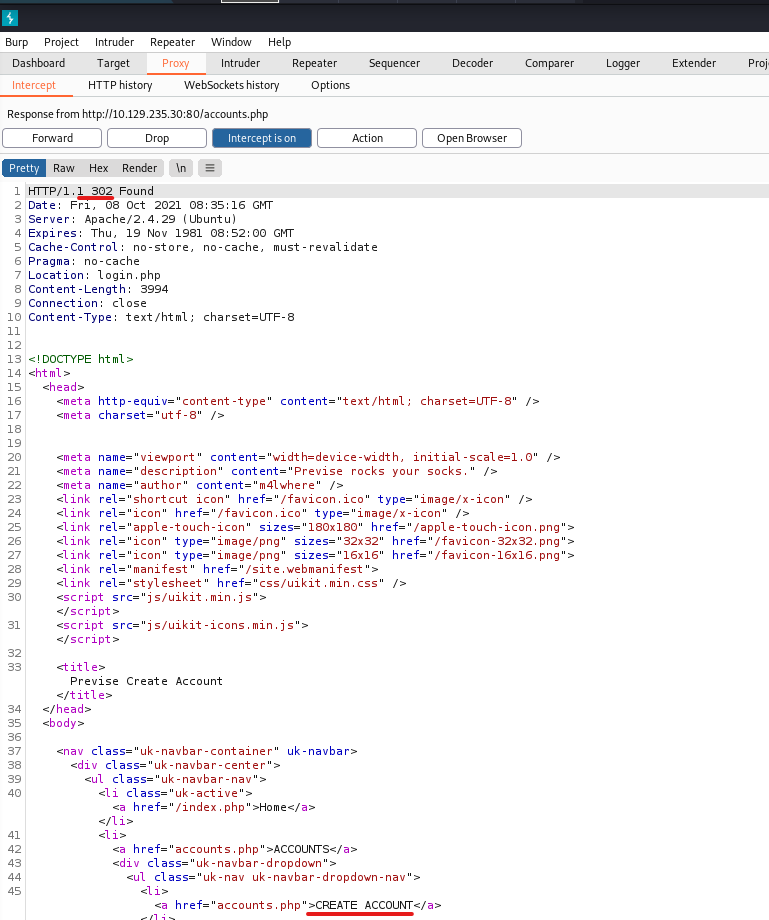 Burp Project Intruder Repeater Window Help
Dashboard Target Proxy Intruder Repeater Sequencer Decoder Comparer Logger Extender
Intercept HTTP history WebSockets history Options
Response from http://10.129.235.30:80/accounts.php
Forward Drop Intercept is on Action Open Browser
Pretty Raw Hex Render \n
1 HTTP/1.1 302 Found
2 Date: Fri, 08 Oct 2021 08:35:16 GMT
3 Server: Apache/2.4.29 (Ubuntu)
4 Expires: Thu, 19 Nov 1981 08:52:00 GMT
5 Cache-Control: no-store, no-cache, must-revalidate
6 Pragma: no-cache
7 Location: login.php
8 Content-Length: 3994
9 Connection: close
10 Content-Type: text/html; charset=UTF-8
11
12
13 <!DOCTYPE html>
14 <html>
15 <head>
16 <meta http-equiv="content-type" content="text/html; charset=UTF-8" />
17 <meta charset="utf-8" />
18
19
20 <meta name="viewport" content="width=device-width, initial-scale=1.0" />
21 <meta name="description" content="Previse rocks your socks." />
22 <meta name="author" content="m4lwhere" />
23 <link rel="shortcut icon" href="/favicon.ico" type="image/x-icon" />
24 <link rel="icon" href="/favicon.ico" type="image/x-icon" />
25 <link rel="apple-touch-icon" sizes="180x180" href="/apple-touch-icon.png">
26 <link rel="icon" type="image/png" sizes="32x32" href="/favicon-32x32.png">
27 <link rel="icon" type="image/png" sizes="16x16" href="/favicon-16x16.png">
28 <link rel="manifest" href="/site.webmanifest">
29 <link rel="stylesheet" href="css/uikit.min.css" />
30 <script src="js/uikit.min.js">
</script>
31 <script src="js/uikit-icons.min.js">
</script>
32
33 <title>
Previse Create Account
</title>
34 </head>
35 <body>
36
37 <nav class="uk-navbar-container" uk-navbar>
38 <div class="uk-navbar-center">
39 <ul class="uk-navbar-nav">
40 <li class="uk-active">
<a href="/index.php">Home</a>
</li>
41 <li>
42 <a href="accounts.php">ACCOUNTS</a>
43 <div class="uk-navbar-dropdown">
44 <ul class="uk-nav uk-navbar-dropdown-nav">
45 <li>
<a href="accounts.php">CREATE ACCOUNT</a>
</li>